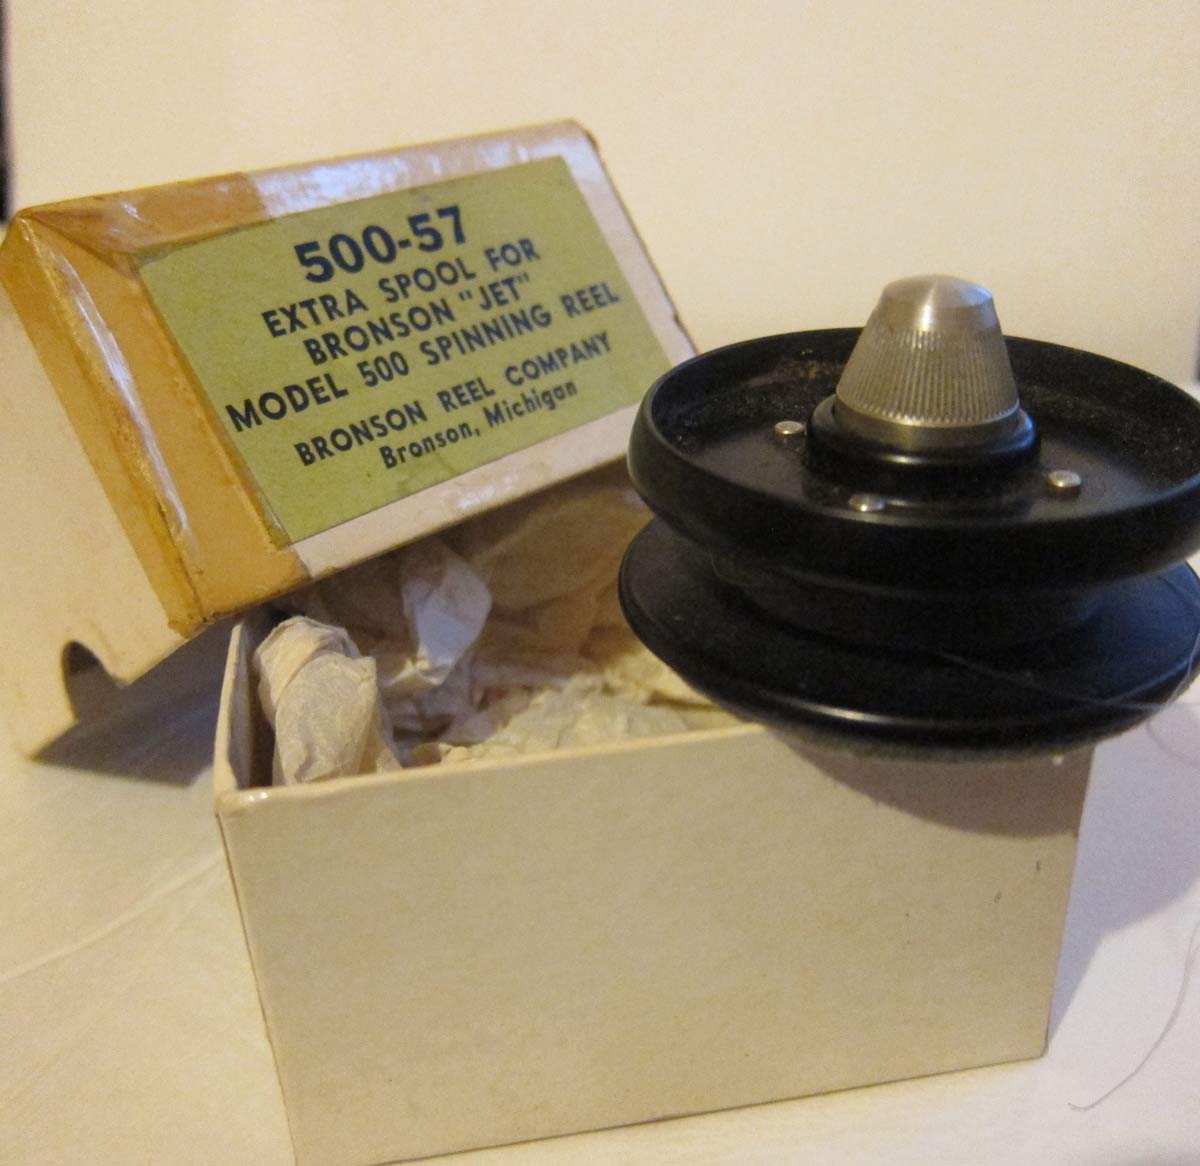 500-57
EXTRA SPOOL FOR
BRONSON "JET"
MODEL 500 SPINNING REEL
BRONSON REEL COMPANY
Bronson, Michigan